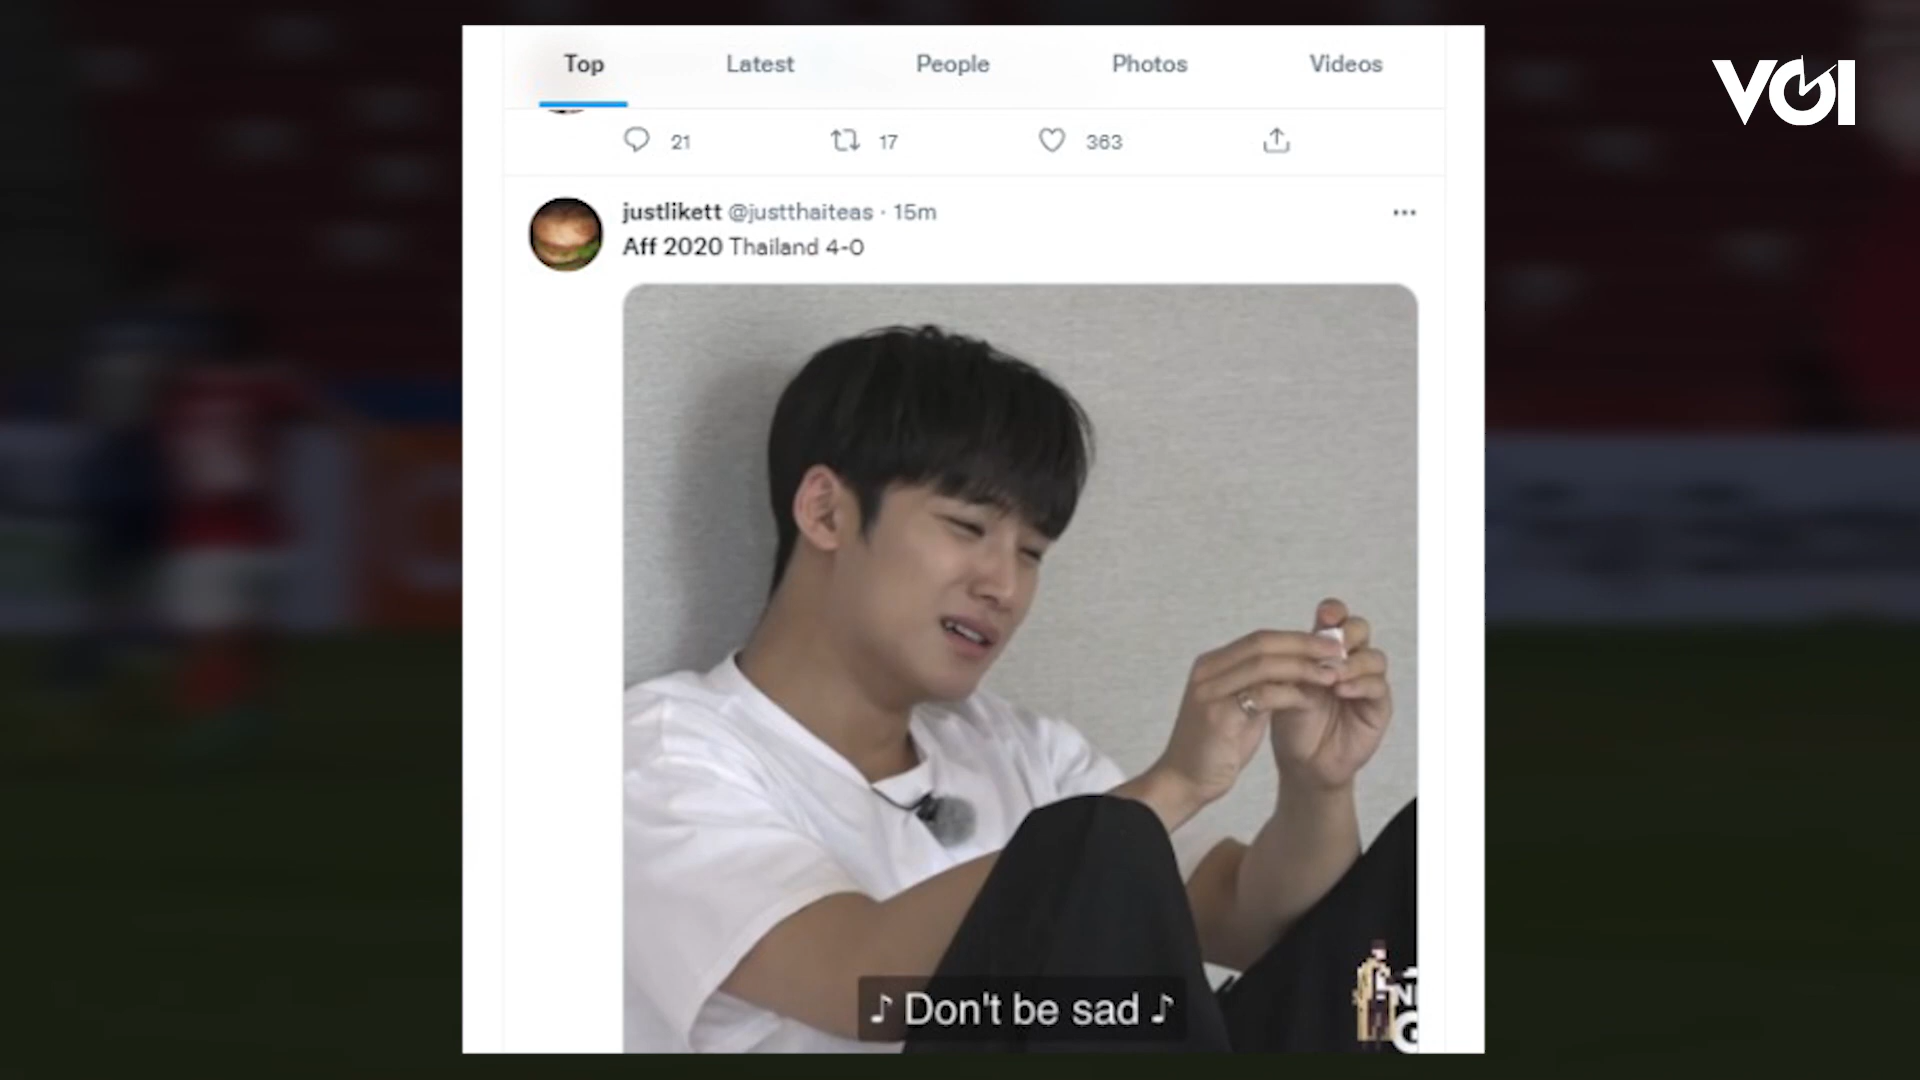 VOI
Top Latest People Photos Videos
21 17 363
justlikett @justthaiteas · 15m
Aff 2020 Thailand 4-0
♪ Don't be sad ♪